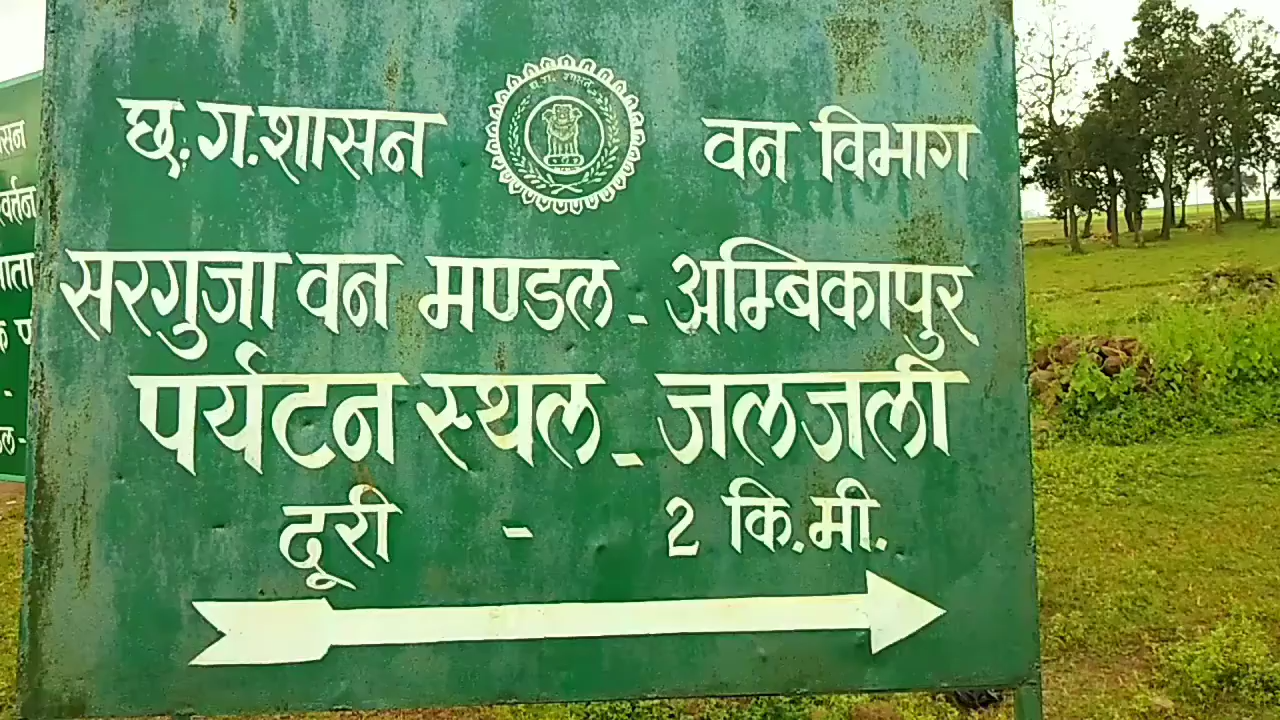 छ.ग.शासन वन विभाग
सरगुजा वन मण्डल - अम्बिकापुर
पर्यटन स्थल - जलजली
दूरी - 2 कि.मी.